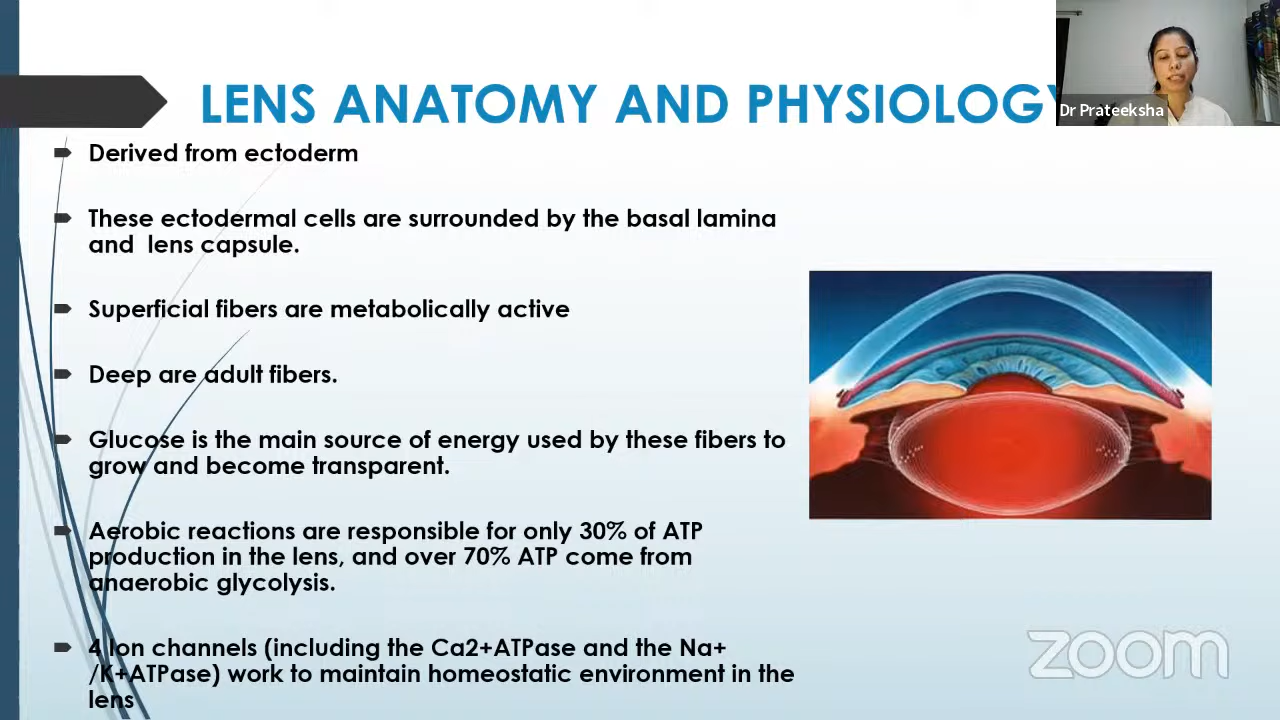 LENS ANATOMY AND PHYSIOLOGY
Dr Prateeksha
Derived from ectoderm
These ectodermal cells are surrounded by the basal lamina
and lens capsule.
Superficial fibers are metabolically active
Deep are adult fibers.
Glucose is the main source of energy used by these fibers to
grow and become transparent.
Aerobic reactions are responsible for only 30% of ATP
production in the lens, and over 70% ATP come from
anaerobic glycolysis.
4 Ion channels (including the Ca2+ATPase and the Na+
/K+ATPase) work to maintain homeostatic environment in the
lens
zoom